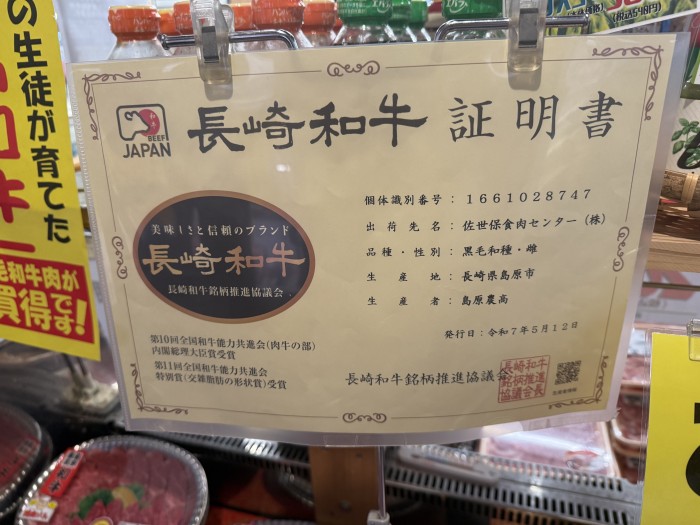 の生徒が育てた
毛和牛肉が
買得です!
BEEF
JAPAN
長崎和牛 証明書
美味しさと信頼のブランド
長崎和牛
長崎和牛銘柄推進協議会
第10回全国和牛能力共進会(肉牛の部)
内閣総理大臣賞受賞
第11回全国和牛能力共進会
特別賞(交雑脂肪の形状賞)受賞
個体識別番号 : 1661028747
出荷先名 : 佐世保食肉センター(株)
品種・性別 : 黒毛和種・雌
生産地 : 長崎県島原市
生産者 : 島原農高
発行日:令和7年5月12日
長崎和牛銘柄推進協議会
長崎和牛
銘柄推進
協議会長